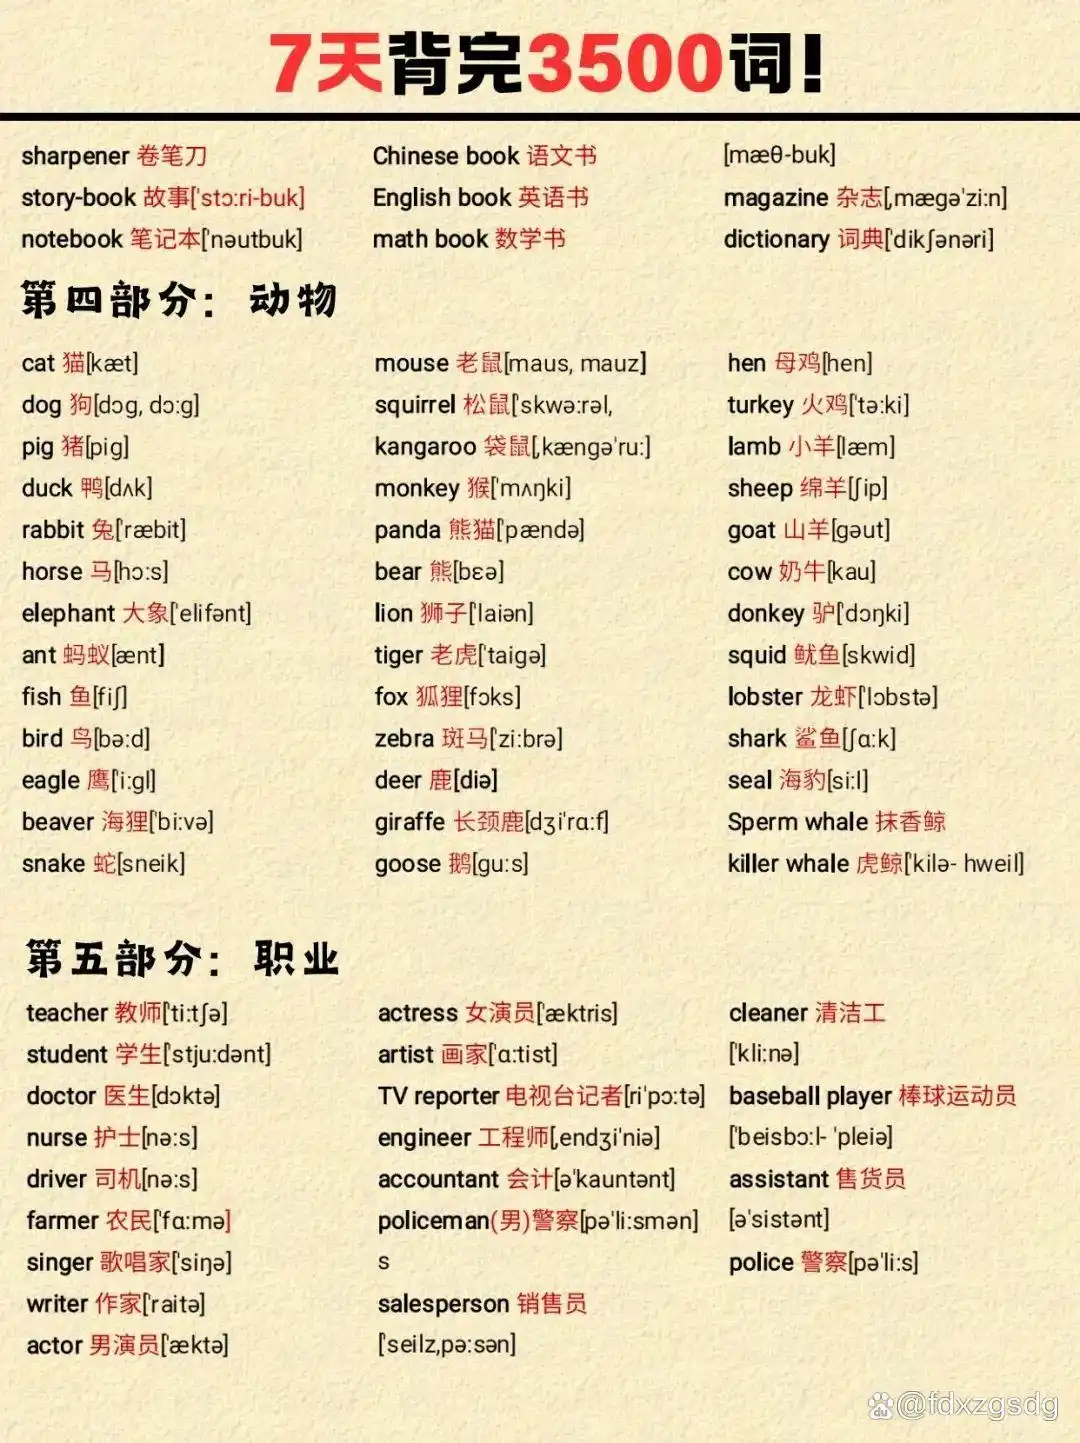 7天背完3500词!
sharpener 卷笔刀
story-book 故事['stɔ:ri-buk]
notebook 笔记本['nəutbuk]
Chinese book 语文书
English book 英语书
math book 数学书
[mæθ-buk]
magazine 杂志[,mægə'zi:n]
dictionary 词典['dikʃənəri]
第四部分: 动物
cat 猫[kæt]
dog 狗[dɔg, dɔ:g]
pig 猪[pig]
duck 鸭[dʌk]
rabbit 兔['ræbit]
horse 马[hɔ:s]
elephant 大象['elifənt]
ant 蚂蚁[ænt]
fish 鱼[fiʃ]
bird 鸟[bə:d]
eagle 鹰['i:gl]
beaver 海狸['bi:və]
snake 蛇[sneik]
mouse 老鼠[maus, mauz]
squirrel 松鼠['skwə:rəl,
kangaroo 袋鼠[,kængə'ru:]
monkey 猴['mʌŋki]
panda 熊猫['pændə]
bear 熊[bɛə]
lion 狮子['laiən]
tiger 老虎['taigə]
fox 狐狸[fɔks]
zebra 斑马['zi:brə]
deer 鹿[diə]
giraffe 长颈鹿[dʒi'rɑ:f]
goose 鹅[gu:s]
hen 母鸡[hen]
turkey 火鸡['tə:ki]
lamb 小羊[læm]
sheep 绵羊[ʃip]
goat 山羊[gəut]
cow 奶牛[kau]
donkey 驴['dɔŋki]
squid 鱿鱼[skwid]
lobster 龙虾['lɔbstə]
shark 鲨鱼[ʃɑ:k]
seal 海豹[si:l]
Sperm whale 抹香鲸
killer whale 虎鲸['kilə- hweil]
第五部分: 职业
teacher 教师['ti:tʃə]
student 学生['stju:dənt]
doctor 医生[dɔktə]
nurse 护士[nə:s]
driver 司机[nə:s]
farmer 农民['fɑ:mə]
singer 歌唱家['siŋə]
writer 作家['raitə]
actor 男演员['æktə]
actress 女演员['æktris]
artist 画家['ɑ:tist]
TV reporter 电视台记者[ri'pɔ:tə]
engineer 工程师[,endʒi'niə]
accountant 会计[ə'kauntənt]
policeman(男)警察[pə'li:smən]
s
salesperson 销售员
['seilz,pə:sən]
cleaner 清洁工
['kli:nə]
baseball player 棒球运动员
['beisbɔ:l- 'pleiə]
assistant 售货员
[ə'sistənt]
police 警察[pə'li:s]
du @fdxzgsdg